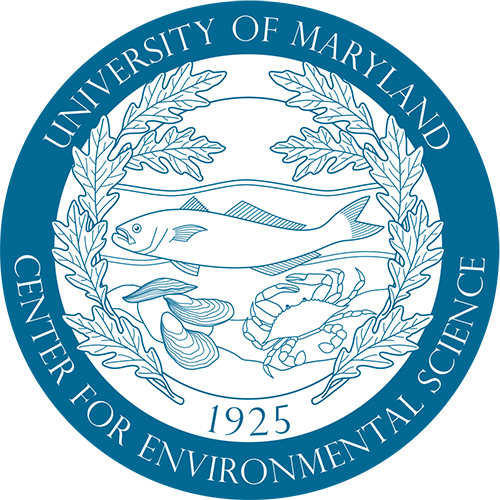 UNIVERSITY OF MARYLAND
CENTER FOR ENVIRONMENTAL SCIENCE
1925